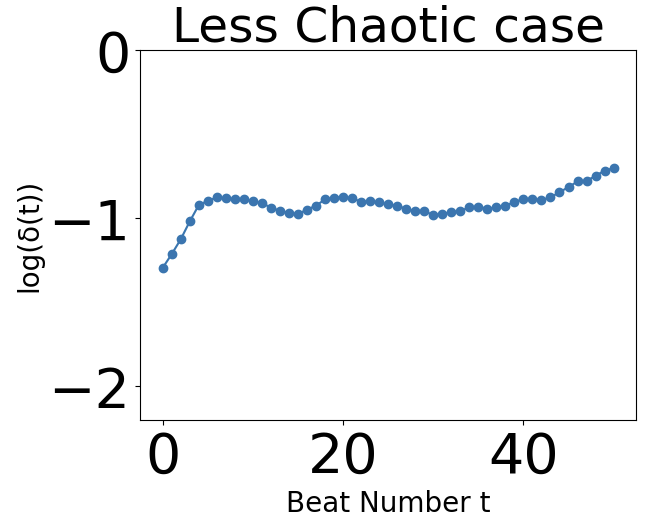 Less Chaotic case
0
−1
−2
log(δ(t))
0 20 40
Beat Number t